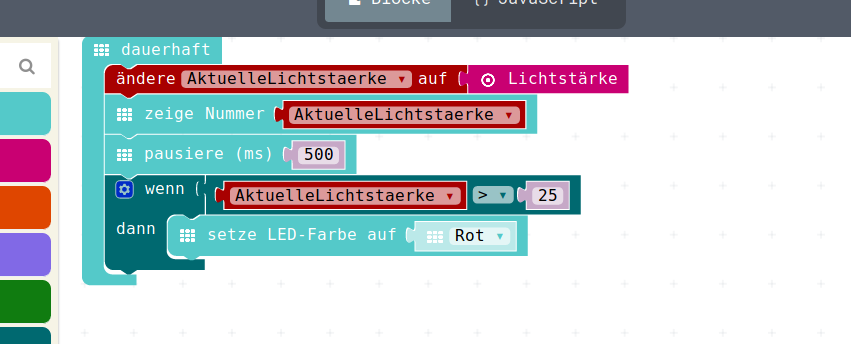 Blöcke {} JavaScript
dauerhaft
ändere AktuelleLichtstaerke auf Lichtstärke
zeige Nummer AktuelleLichtstaerke
pausiere (ms) 500
wenn AktuelleLichtstaerke > 25
dann setze LED-Farbe auf Rot